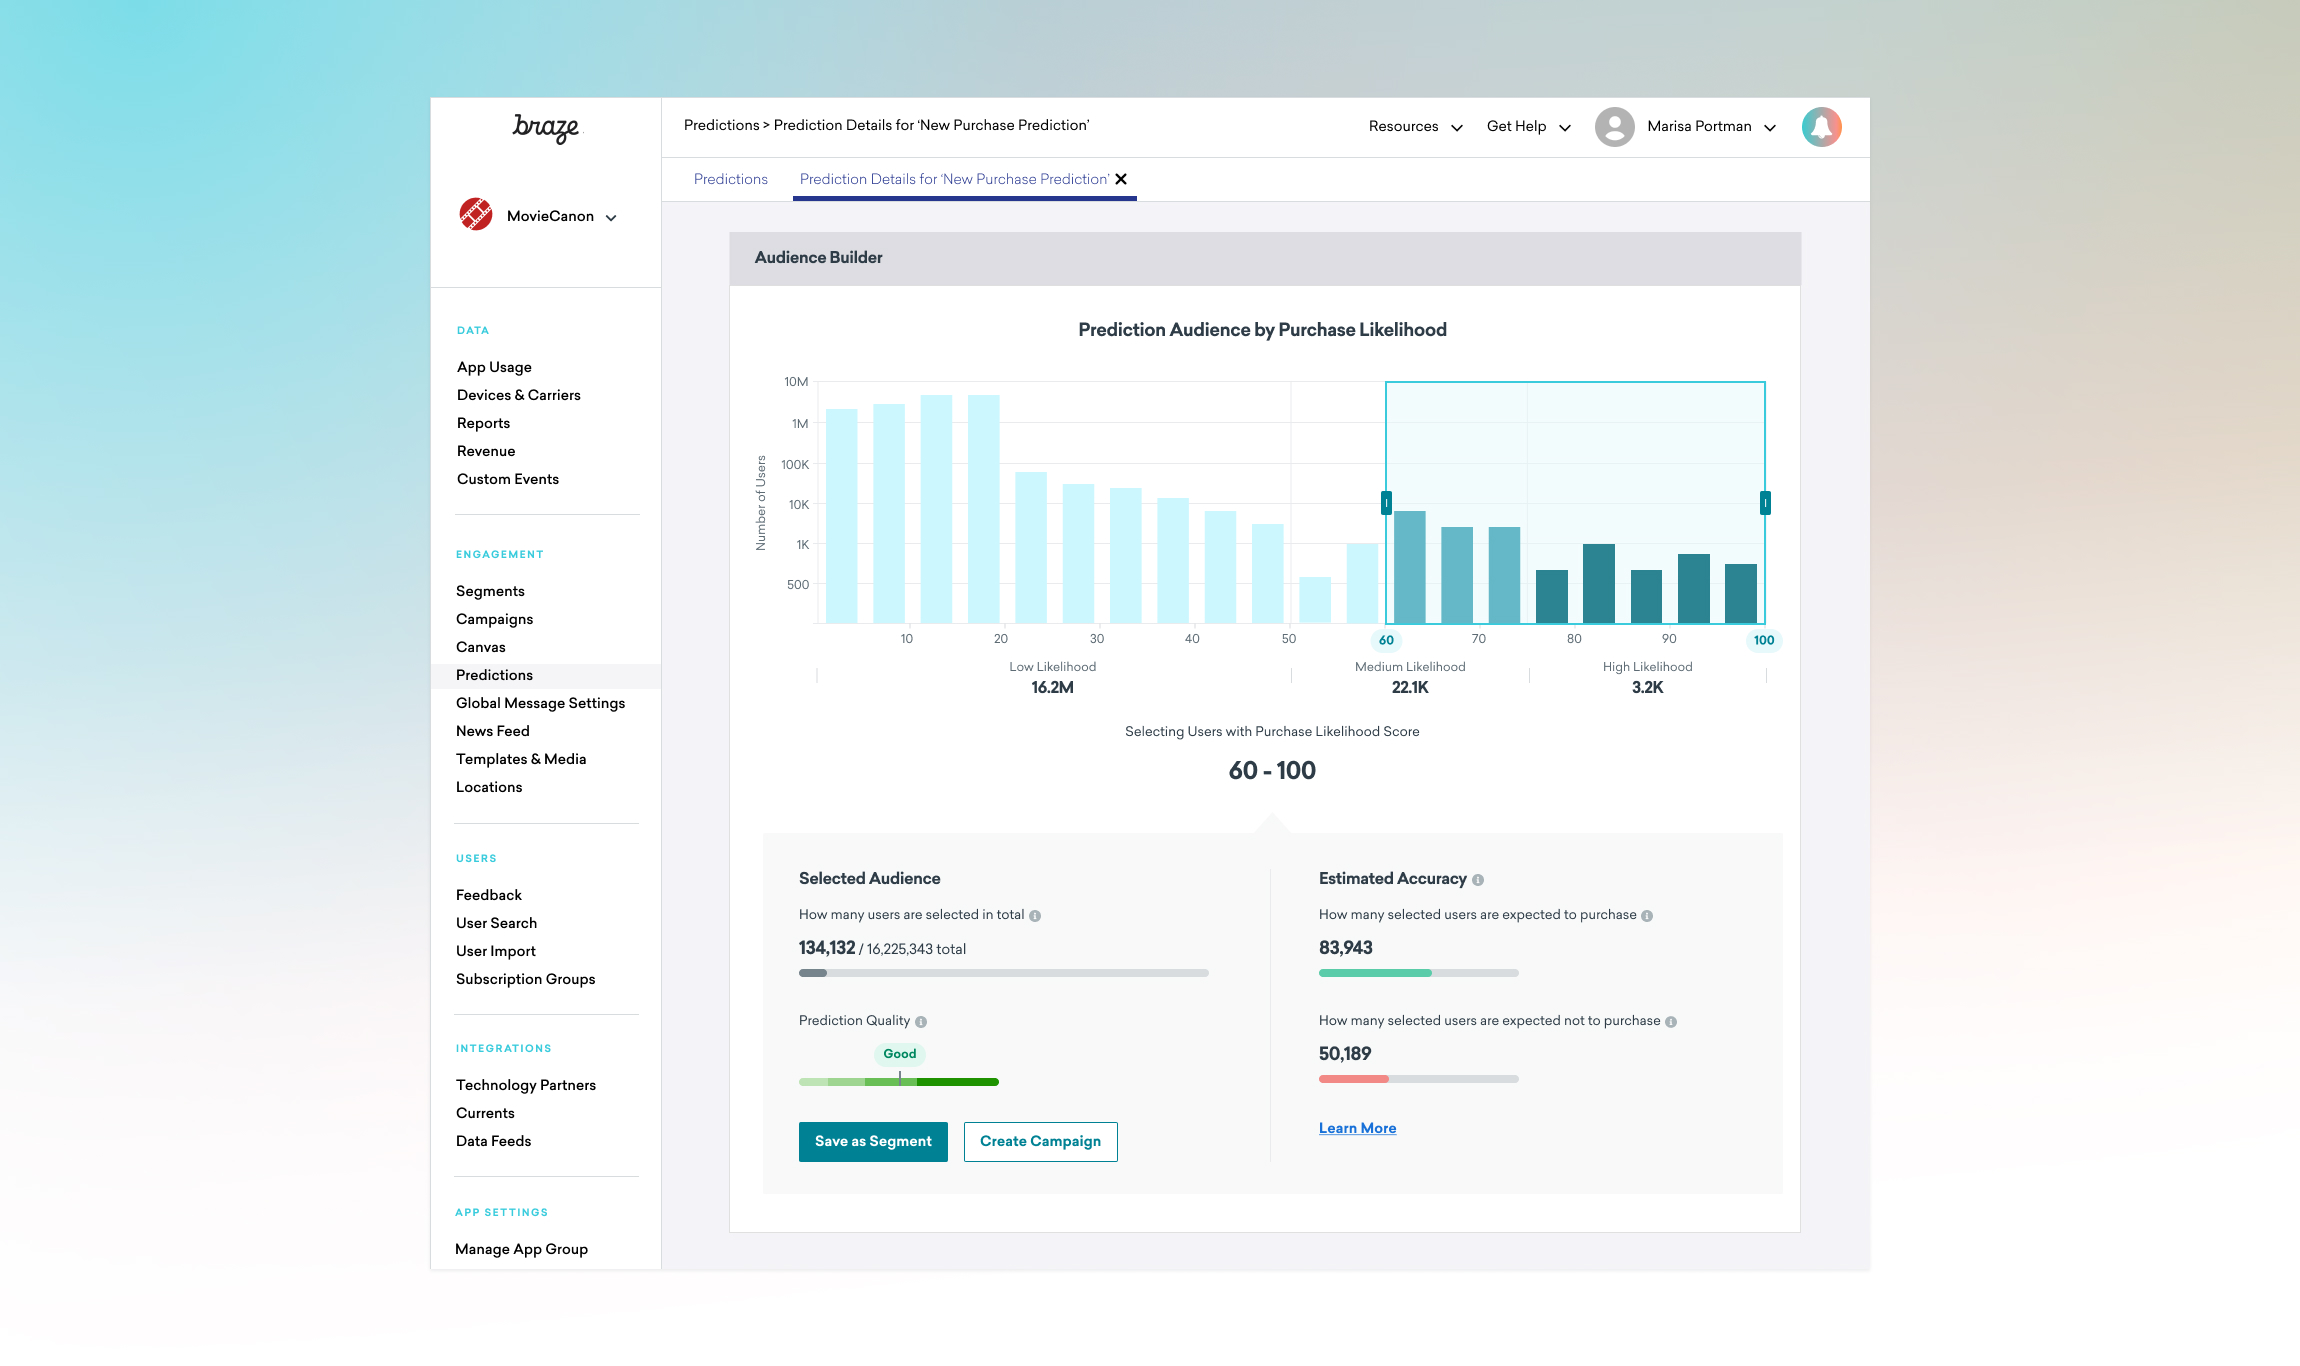 braze
MovieCanon
DATA
App Usage
Devices & Carriers
Reports
Revenue
Custom Events
ENGAGEMENT
Segments
Campaigns
Canvas
Predictions
Global Message Settings
News Feed
Templates & Media
Locations
USERS
Feedback
User Search
User Import
Subscription Groups
INTEGRATIONS
Technology Partners
Currents
Data Feeds
APP SETTINGS
Manage App Group
Predictions > Prediction Details for ‘New Purchase Prediction’
Resources Get Help Marisa Portman
Predictions Prediction Details for ‘New Purchase Prediction’
Audience Builder
Prediction Audience by Purchase Likelihood
Number of Users
10M
1M
100K
10K
1K
500
10 20 30 40 50 60 70 80 90 100
Low Likelihood Medium Likelihood High Likelihood
16.2M 22.1K 3.2K
Selecting Users with Purchase Likelihood Score
60 - 100
Selected Audience
How many users are selected in total
134,132 / 16,225,343 total
Prediction Quality
Good
Save as Segment Create Campaign
Estimated Accuracy
How many selected users are expected to purchase
83,943
How many selected users are expected not to purchase
50,189
Learn More